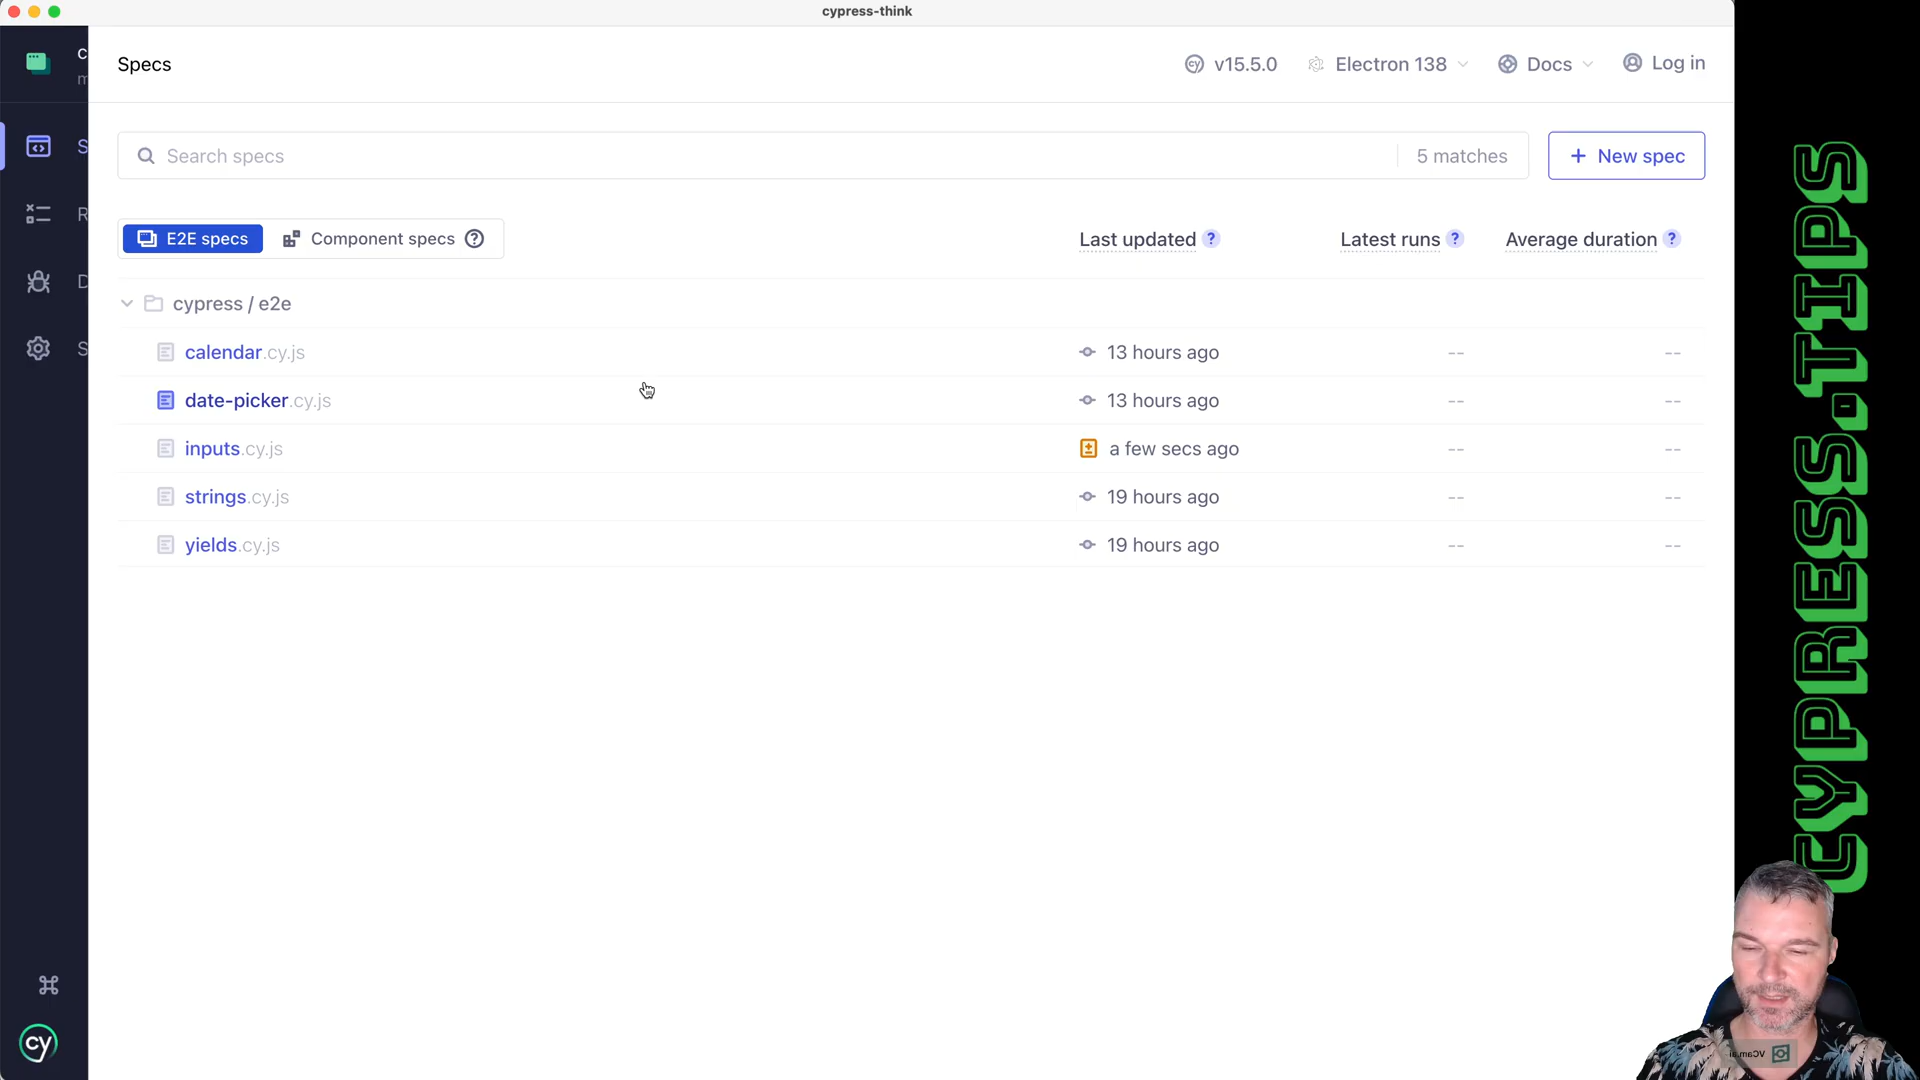 cypress-think
C
m
Specs
v15.5.0
Electron 138
Docs
Log in
S
Search specs
5 matches
New spec
R
E2E specs
Component specs
Last updated
Latest runs
Average duration
D
cypress / e2e
S
calendar.cy.js
13 hours ago
--
--
date-picker.cy.js
13 hours ago
--
--
inputs.cy.js
a few secs ago
--
--
strings.cy.js
19 hours ago
--
--
yields.cy.js
19 hours ago
--
--
cy
CYPRESS.TIPS
VCam.ai